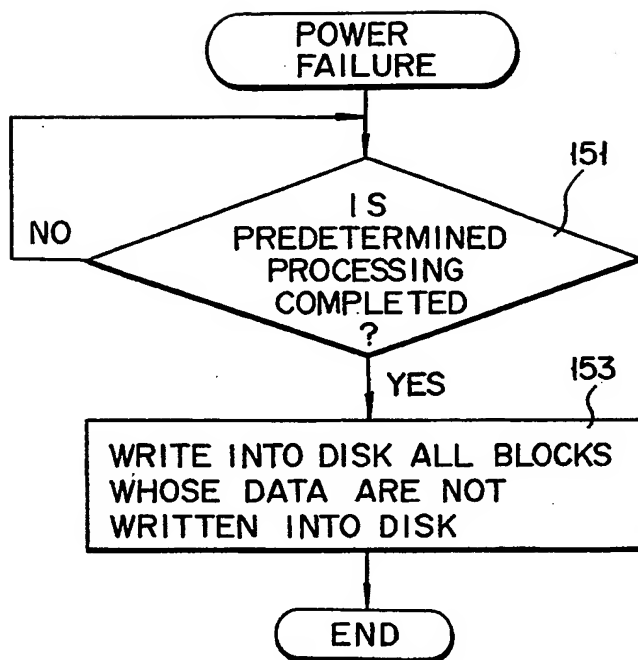 POWER
FAILURE
151
IS
PREDETERMINED
PROCESSING
COMPLETED
?
NO
YES
153
WRITE INTO DISK ALL BLOCKS
WHOSE DATA ARE NOT
WRITTEN INTO DISK
END